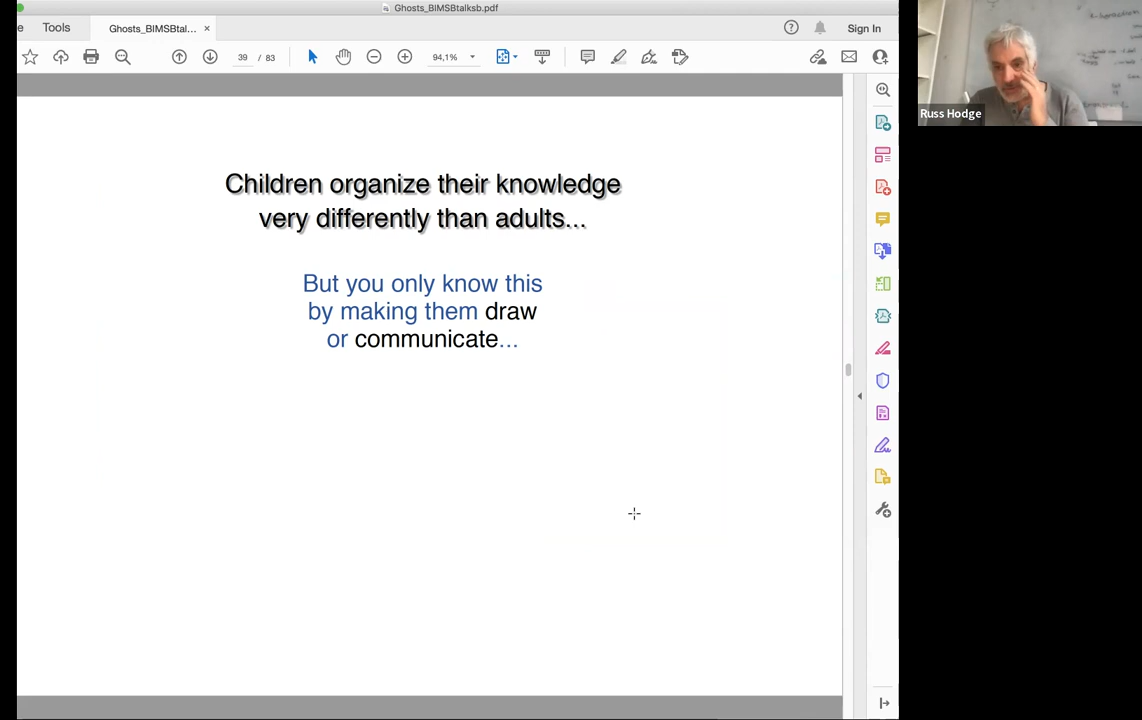 Ghosts_BIMSBtalksb.pdf
e
Tools
Ghosts_BIMSBtal...
Sign In
39 / 83
94,1%
Russ Hodge
Children organize their knowledge
very differently than adults...
But you only know this
by making them draw
or communicate...